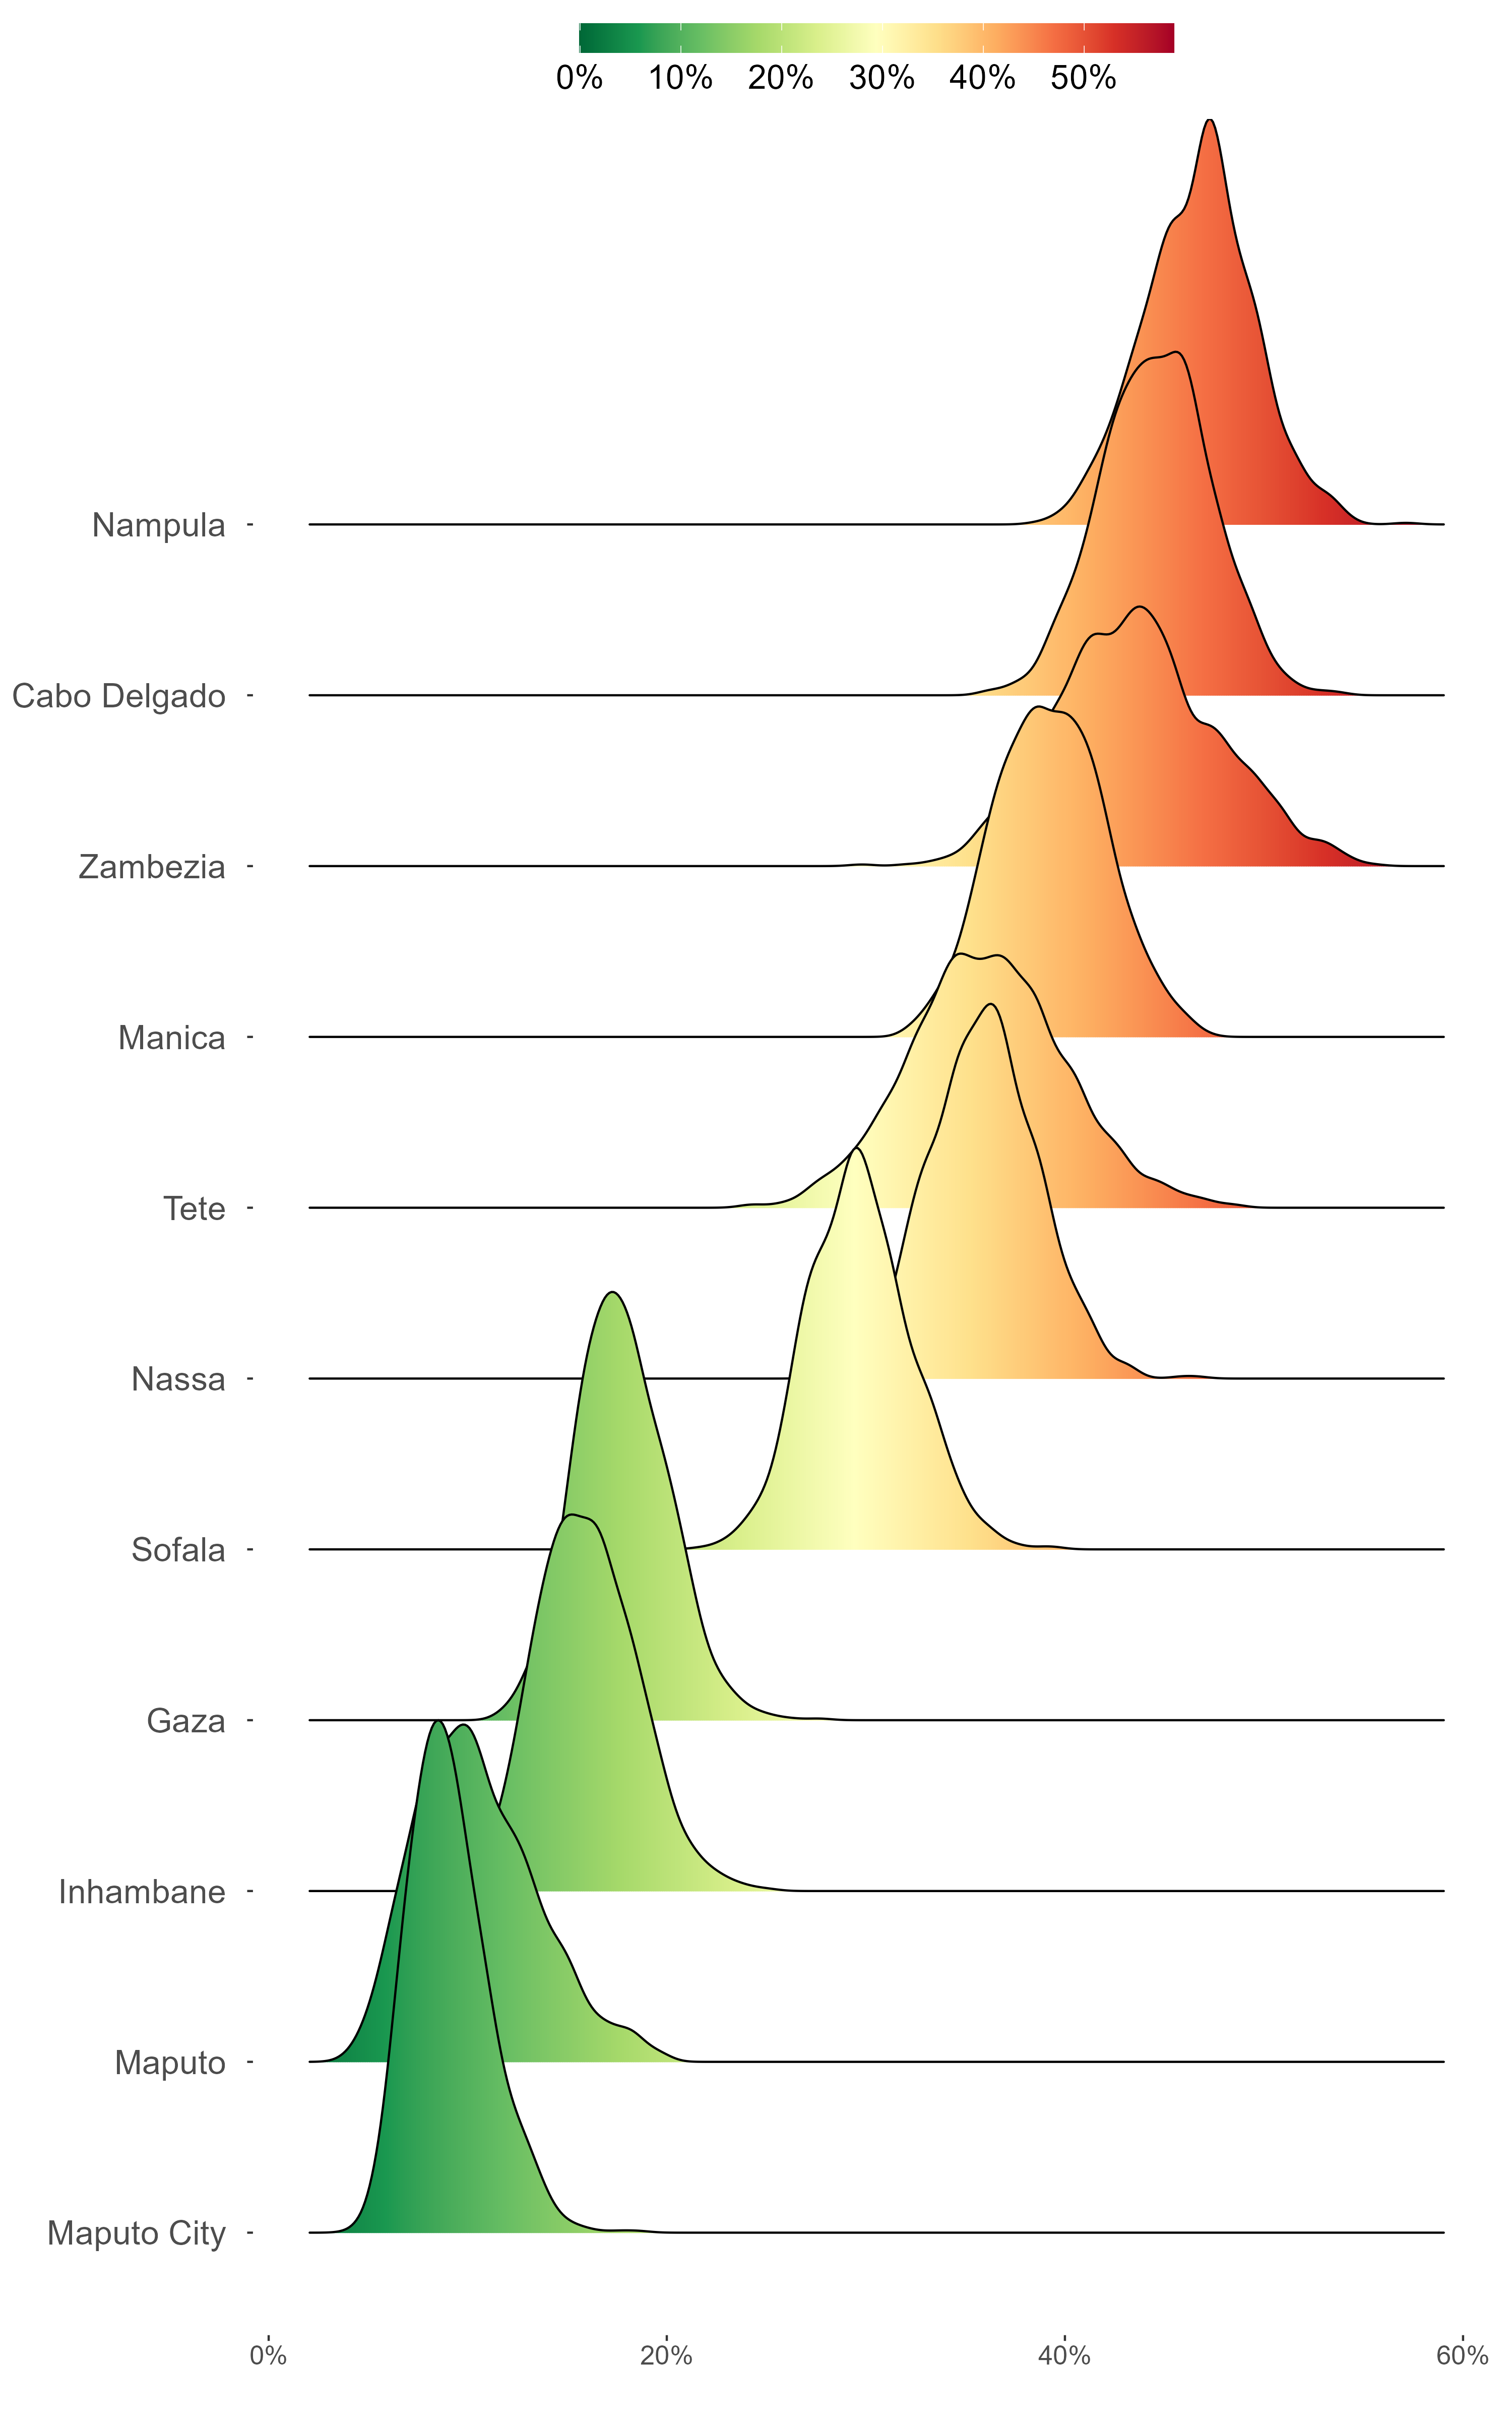 0% 10% 20% 30% 40% 50%
Nampula
Cabo Delgado
Zambezia
Manica
Tete
Nassa
Sofala
Gaza
Inhambane
Maputo
Maputo City
0% 20% 40% 60%